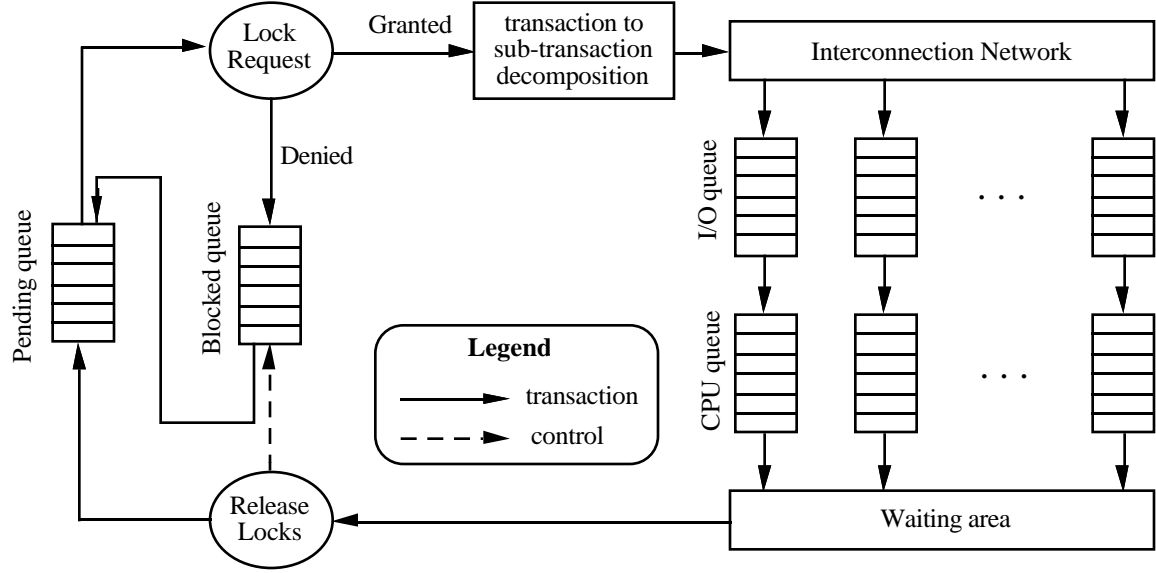 Lock
Request
Granted
transaction to
sub-transaction
decomposition
Interconnection Network
Denied
I/O queue
. . .
Pending queue
Blocked queue
Legend
transaction
control
CPU queue
. . .
Release
Locks
Waiting area